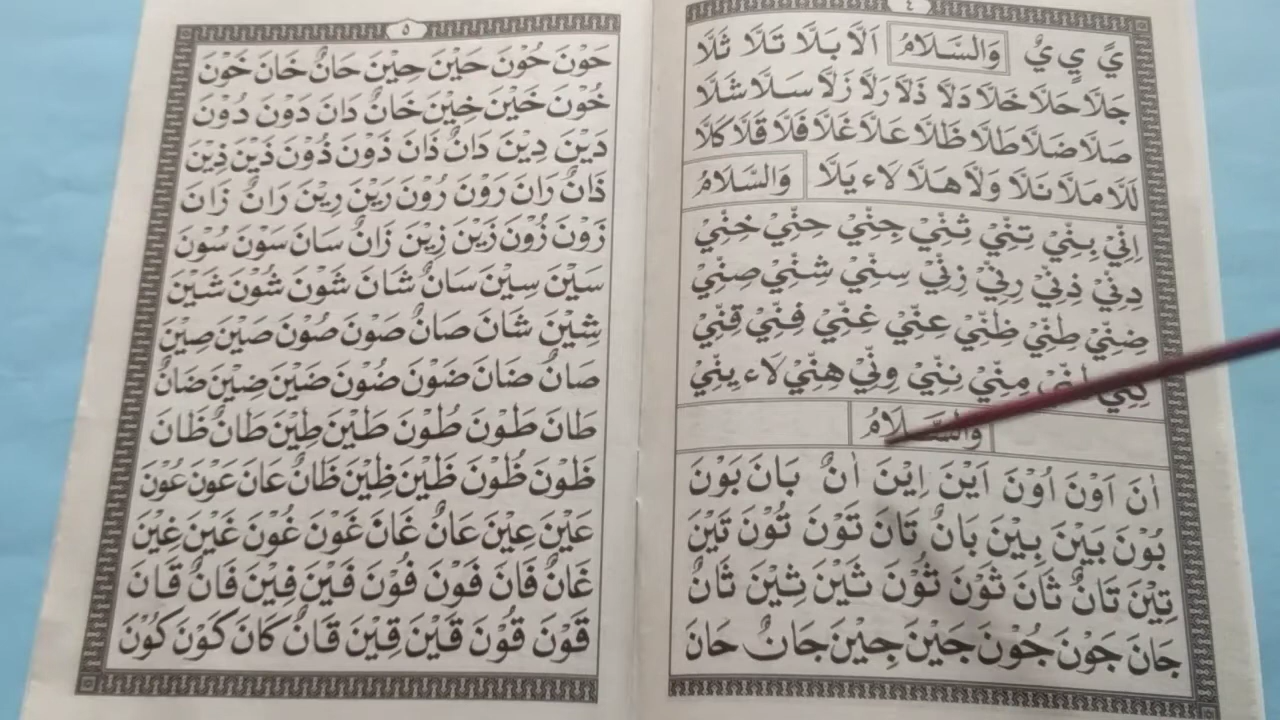 ٤
يً يٍ يٌ وَالسَّلَامُ اَلَّا بَلَّا تَلَّا ثَلَّا
جَلَّا حَلَّا خَلَّا دَلَّا ذَلَّا رَلَّا زَلَّا سَلَّا شَلَّا
صَلَّا ضَلَّا طَلَّا ظَلَّا عَلَّا غَلَّا فَلَّا قَلَّا كَلَّا
لَلَّا مَلَّا نَلَّا وَلَّا هَلَّا لَاء يَلَّا وَالسَّلَامُ
اِنِّيْ بِنِّيْ تِنِّيْ ثِنِّيْ جِنِّيْ حِنِّيْ خِنِّيْ
دِنِّيْ ذِنِّيْ رِنِّيْ زِنِّيْ سِنِّيْ شِنِّيْ صِنِّيْ
ضِنِّيْ طِنِّيْ ظِنِّيْ عِنِّيْ غِنِّيْ فِنِّيْ قِنِّيْ
كِنِّيْ مِنِّيْ نِنِّيْ وِنِّيْ هِنِّيْ لَاء يِنِّيْ
وَالسَّلَامُ
اٰنَ اَوْنَ اُوْنَ اَيْنَ اِيْنَ اٰنٌ بَانَ بَوْنَ
بُوْنَ بَيْنَ بِيْنَ بَانٌ تَانَ تَوْنَ تُوْنَ تَيْنَ
تِيْنَ تَانٌ ثَانَ ثَوْنَ ثُوْنَ ثَيْنَ ثِيْنَ ثَانٌ
جَانَ جَوْنَ جُوْنَ جَيْنَ جِيْنَ جَانٌ حَانَ
٥
حَوْنَ حُوْنَ حَيْنَ حِيْنَ حَانٌ خَانَ خَوْنَ
خُوْنَ خَيْنَ خِيْنَ خَانٌ دَانَ دَوْنَ دُوْنَ
دَيْنَ دِيْنَ دَانٌ ذَانَ ذَوْنَ ذُوْنَ ذَيْنَ ذِيْنَ
ذَانٌ رَانَ رَوْنَ رُوْنَ رَيْنَ رِيْنَ رَانٌ زَانَ
زَوْنَ زُوْنَ زَيْنَ زِيْنَ زَانٌ سَانَ سَوْنَ سُوْنَ
سَيْنَ سِيْنَ سَانٌ شَانَ شَوْنَ شُوْنَ شَيْنَ
شِيْنَ شَانَ صَانٌ صَوْنَ صُوْنَ صَيْنَ صِيْنَ
صَانٌ ضَانَ ضَوْنَ ضُوْنَ ضَيْنَ ضِيْنَ ضَانٌ
طَانَ طَوْنَ طُوْنَ طَيْنَ طِيْنَ طَانٌ ظَانَ
ظَوْنَ ظُوْنَ ظَيْنَ ظِيْنَ ظَانٌ عَانَ عَوْنَ عُوْنَ
عَيْنَ عِيْنَ عَانٌ غَانَ غَوْنَ غُوْنَ غَيْنَ غِيْنَ
غَانٌ فَانَ فَوْنَ فُوْنَ فَيْنَ فِيْنَ فَانٌ قَانَ
قَوْنَ قُوْنَ قَيْنَ قِيْنَ قَانٌ كَانَ كَوْنَ كُوْنَ